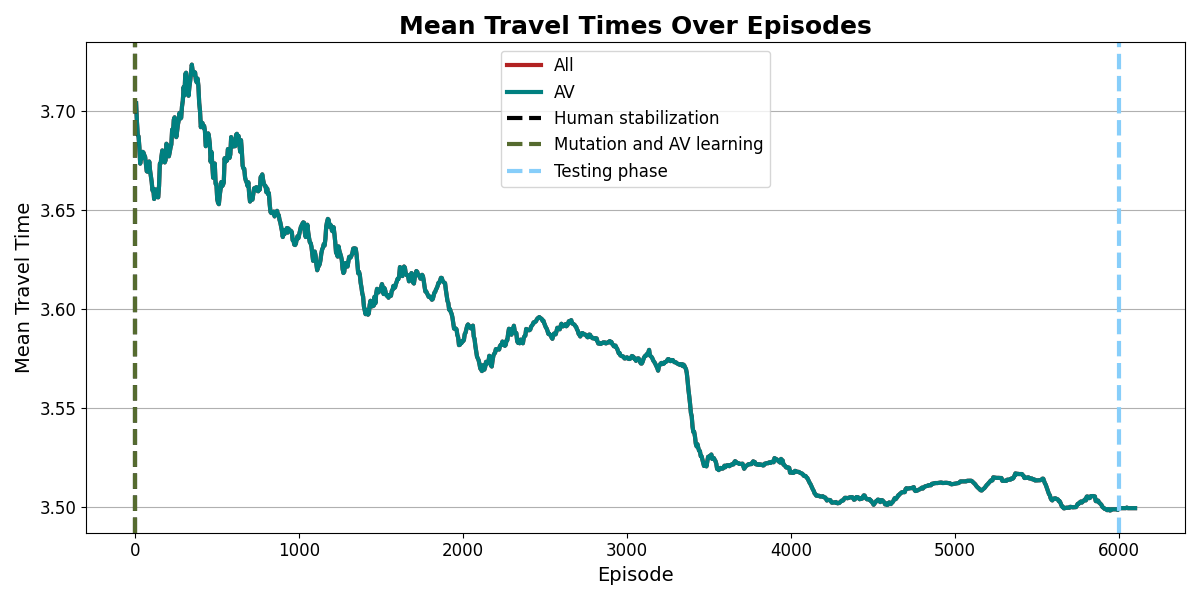 Mean Travel Times Over Episodes
All
AV
Human stabilization
Mutation and AV learning
Testing phase
Mean Travel Time
3.70
3.65
3.60
3.55
3.50
0 1000 2000 3000 4000 5000 6000
Episode